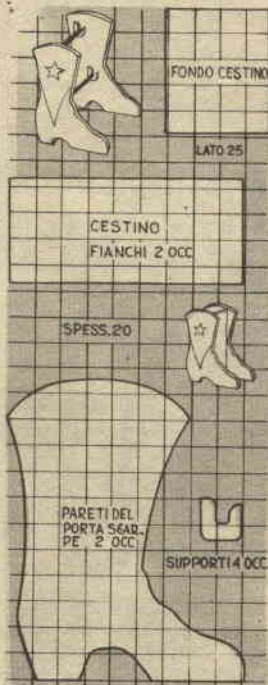 FONDO CESTINO
LATO 25
CESTINO
FIANCHI 2 OCC
SPESS.20
PARETI DEL
PORTA SCAR_
PE 2 OCC
SUPPORTI 4 OCC